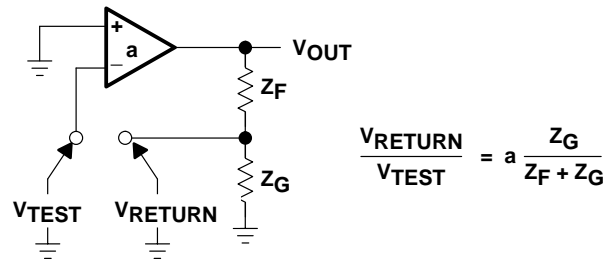 +
a
−
VOUT
ZF
ZG
VTEST
VRETURN
VRETURN / VTEST = a ZG / ZF + ZG